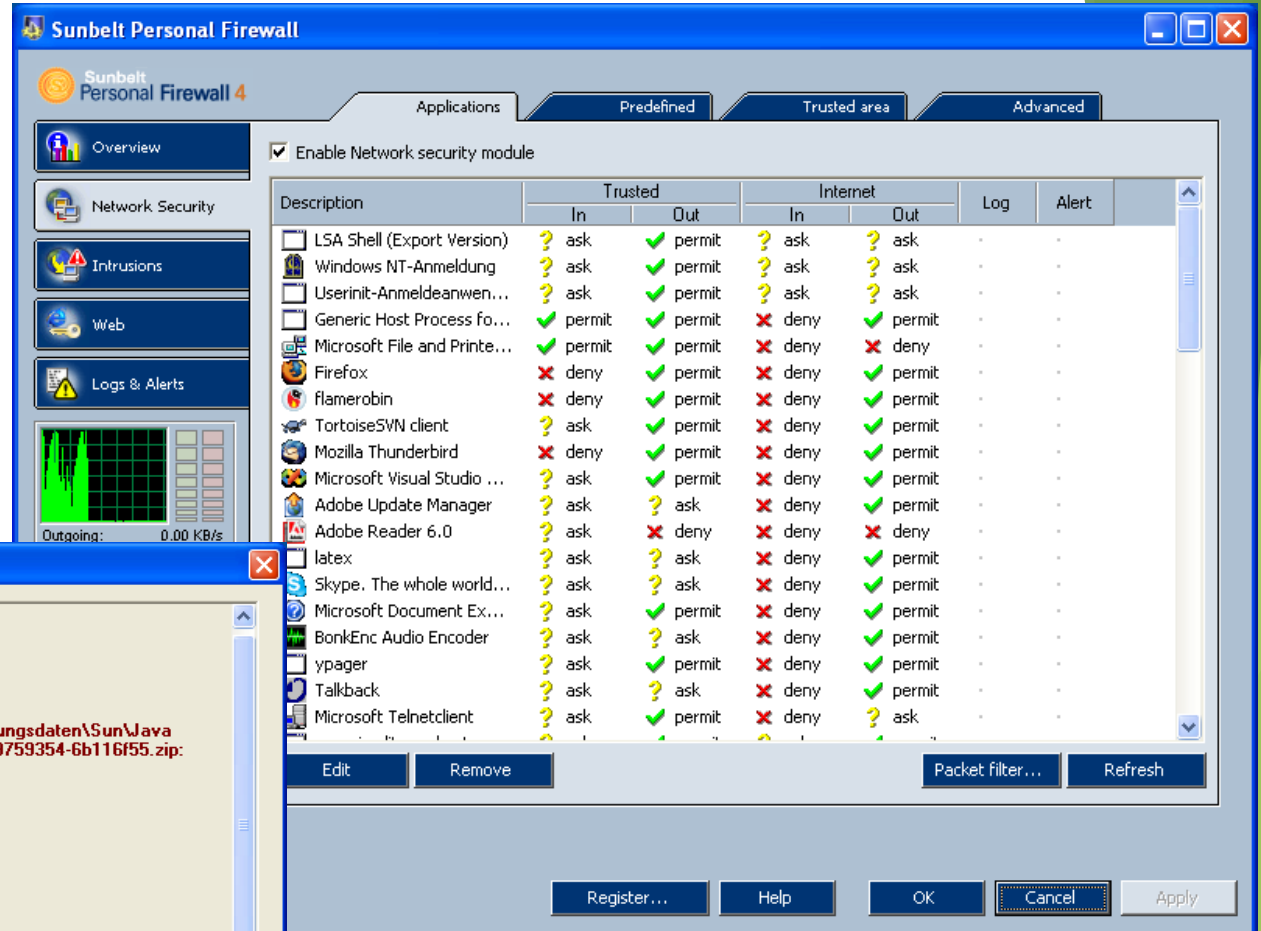 Sunbelt Personal Firewall
Sunbelt
Personal Firewall 4
Applications
Predefined
Trusted area
Advanced
Overview
Network Security
Intrusions
Web
Logs & Alerts
Outgoing: 0.00 KB/s
Enable Network security module
Description Trusted Internet Log Alert
In Out In Out
LSA Shell (Export Version) ? ask permit ? ask ? ask
Windows NT-Anmeldung ? ask permit ? ask ? ask
Userinit-Anmeldeanwen... ? ask permit ? ask ? ask
Generic Host Process fo... permit permit deny permit
Microsoft File and Printe... permit permit deny deny
Firefox deny permit deny permit
flamerobin deny permit deny permit
TortoiseSVN client ? ask permit deny permit
Mozilla Thunderbird deny permit deny permit
Microsoft Visual Studio ... ? ask permit deny permit
Adobe Update Manager ? ask ? ask deny permit
Adobe Reader 6.0 ? ask deny deny deny
latex ? ask ? ask deny permit
Skype. The whole world... ? ask ? ask deny permit
Microsoft Document Ex... ? ask permit deny permit
BonkEnc Audio Encoder ? ask ? ask deny permit
ypager ? ask permit deny permit
Talkback ? ask ? ask deny permit
Microsoft Telnetclient ? ask permit deny ? ask
Edit
Remove
Packet filter...
Refresh
Register...
Help
OK
Cancel
Apply
ungsdaten\Sun\Java
9759354-6b116f55.zip: